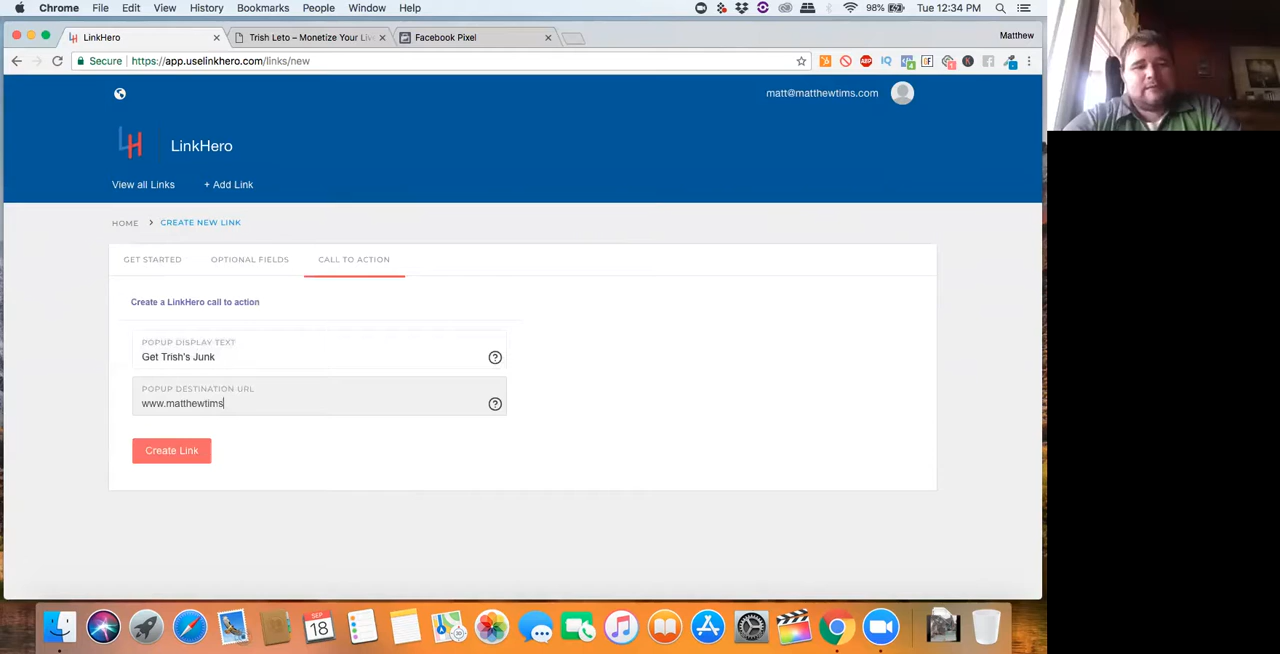 Chrome File Edit View History Bookmarks People Window Help 98% Tue 12:34 PM
LinkHero Trish Leto – Monetize Your Live Facebook Pixel Matthew
Secure https://app.uselinkhero.com/links/new
matt@matthewtims.com
LH LinkHero
View all Links + Add Link
HOME > CREATE NEW LINK
GET STARTED OPTIONAL FIELDS CALL TO ACTION
Create a LinkHero call to action
POPUP DISPLAY TEXT
Get Trish's Junk
POPUP DESTINATION URL
www.matthewtims
Create Link
SEP
18